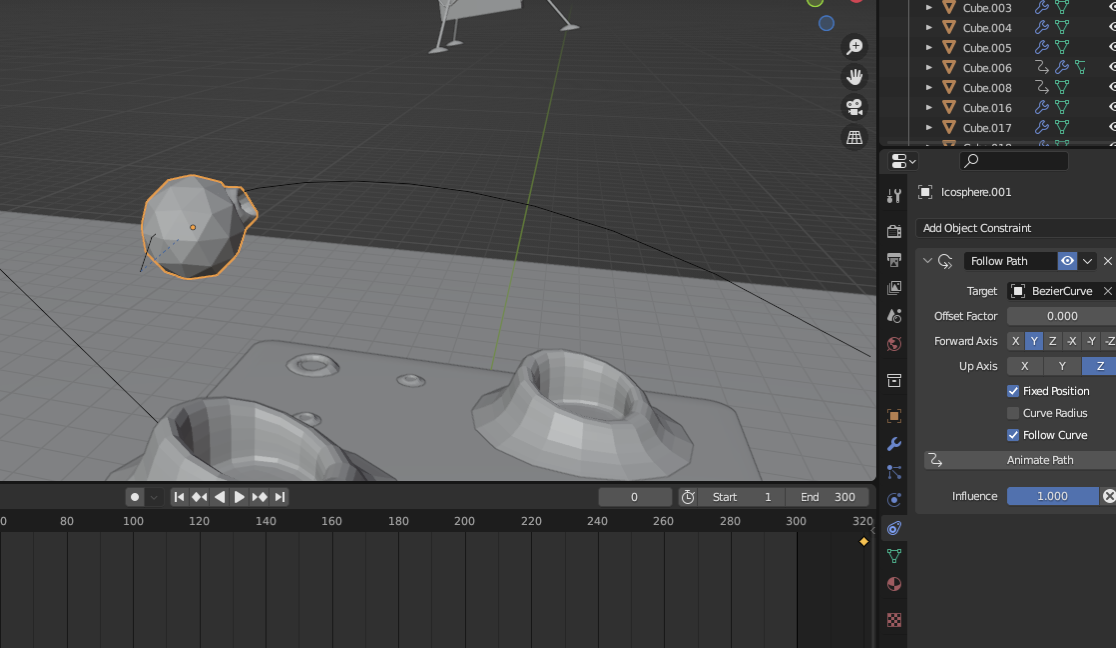 Cube.003
Cube.004
Cube.005
Cube.006
Cube.008
Cube.016
Cube.017
Icosphere.001
Add Object Constraint
Follow Path
Target BezierCurve
Offset Factor 0.000
Forward Axis X Y Z -X -Y -Z
Up Axis X Y Z
Fixed Position
Curve Radius
Follow Curve
Animate Path
Influence 1.000
0 Start 1 End 300
0 80 100 120 140 160 180 200 220 240 260 280 300 320